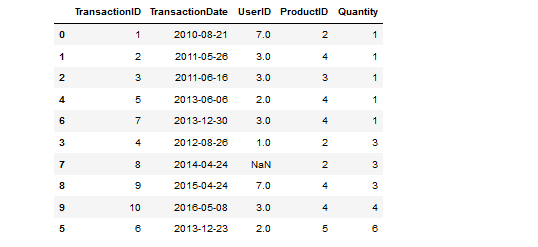 TransactionID TransactionDate UserID ProductID Quantity
0 1 2010-08-21 7.0 2 1
1 2 2011-05-26 3.0 4 1
2 3 2011-06-16 3.0 3 1
4 5 2013-06-06 2.0 4 1
6 7 2013-12-30 3.0 4 1
3 4 2012-08-26 1.0 2 3
7 8 2014-04-24 NaN 2 3
8 9 2015-04-24 7.0 4 3
9 10 2016-05-08 3.0 4 4
5 6 2013-12-23 2.0 5 6